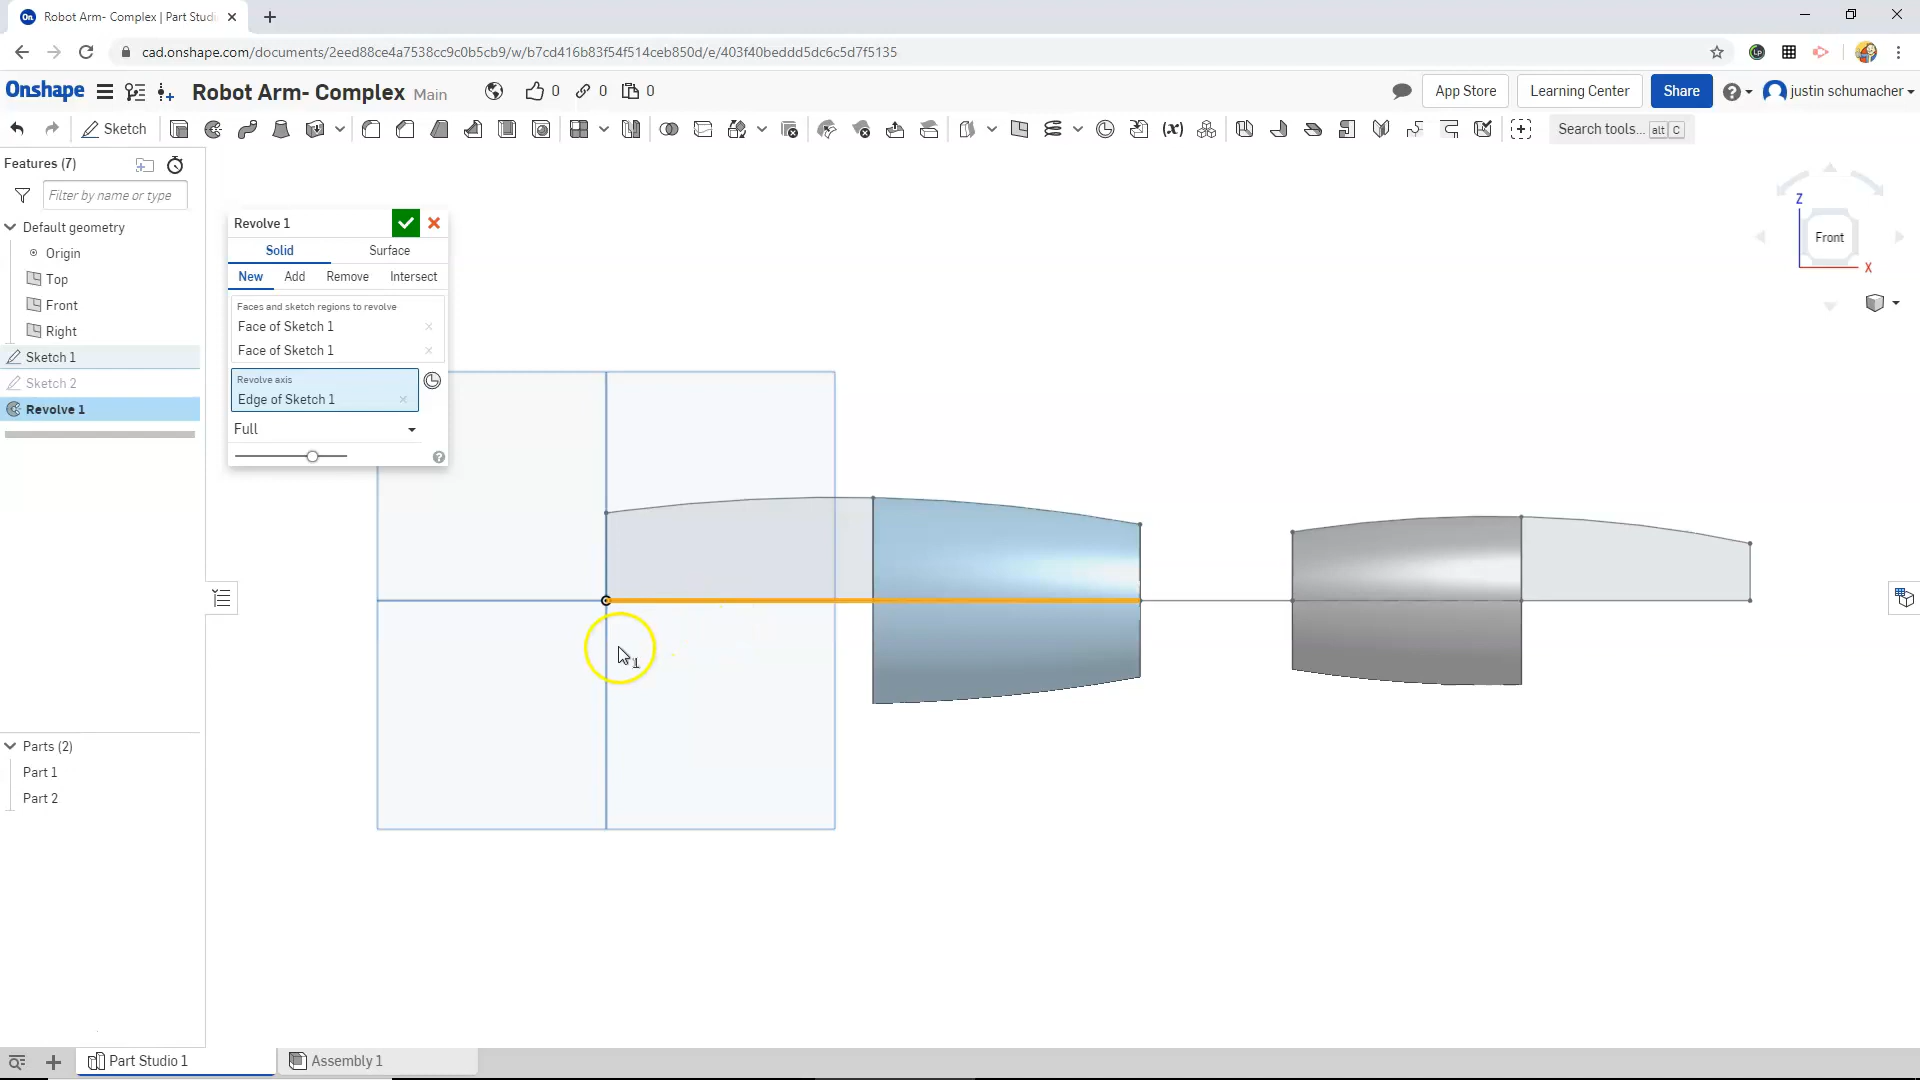 Robot Arm- Complex | Part Studio
cad.onshape.com/documents/2eed88ce4a7538cc9c0b5cb9/w/b7cd416b83f54f514ceb850d/e/403f40beddd5dc6c5d7f5135
Onshape Robot Arm- Complex Main 0 0 0 App Store Learning Center Share justin schumacher
Sketch (x) Search tools... alt C
Features (7)
Filter by name or type
Default geometry
Origin
Top
Front
Right
Sketch 1
Sketch 2
Revolve 1
Revolve 1
Solid Surface
New Add Remove Intersect
Faces and sketch regions to revolve
Face of Sketch 1
Face of Sketch 1
Revolve axis
Edge of Sketch 1
Full
Z
Front
X
1
Parts (2)
Part 1
Part 2
Part Studio 1 Assembly 1